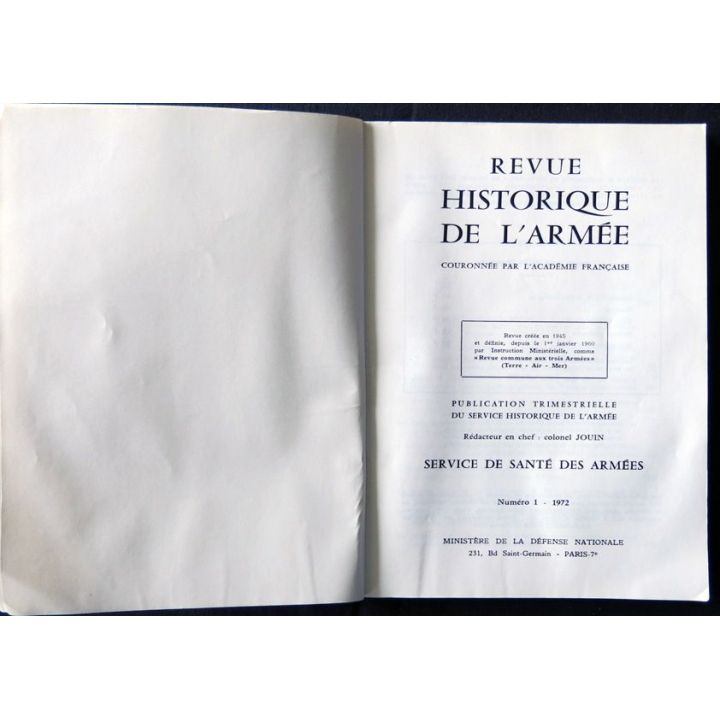 REVUE
HISTORIQUE
DE L'ARMÉE
COURONNÉE PAR L'ACADÉMIE FRANÇAISE
Revue créée en 1945
et définie, depuis le 1er janvier 1960
par Instruction Ministérielle, comme
« Revue commune aux trois Armées »
(Terre - Air - Mer)
PUBLICATION TRIMESTRIELLE
DU SERVICE HISTORIQUE DE L'ARMÉE
Rédacteur en chef : colonel JOUIN
SERVICE DE SANTÉ DES ARMÉES
Numéro 1 - 1972
MINISTÈRE DE LA DÉFENSE NATIONALE
231, Bd Saint-Germain - PARIS-7e